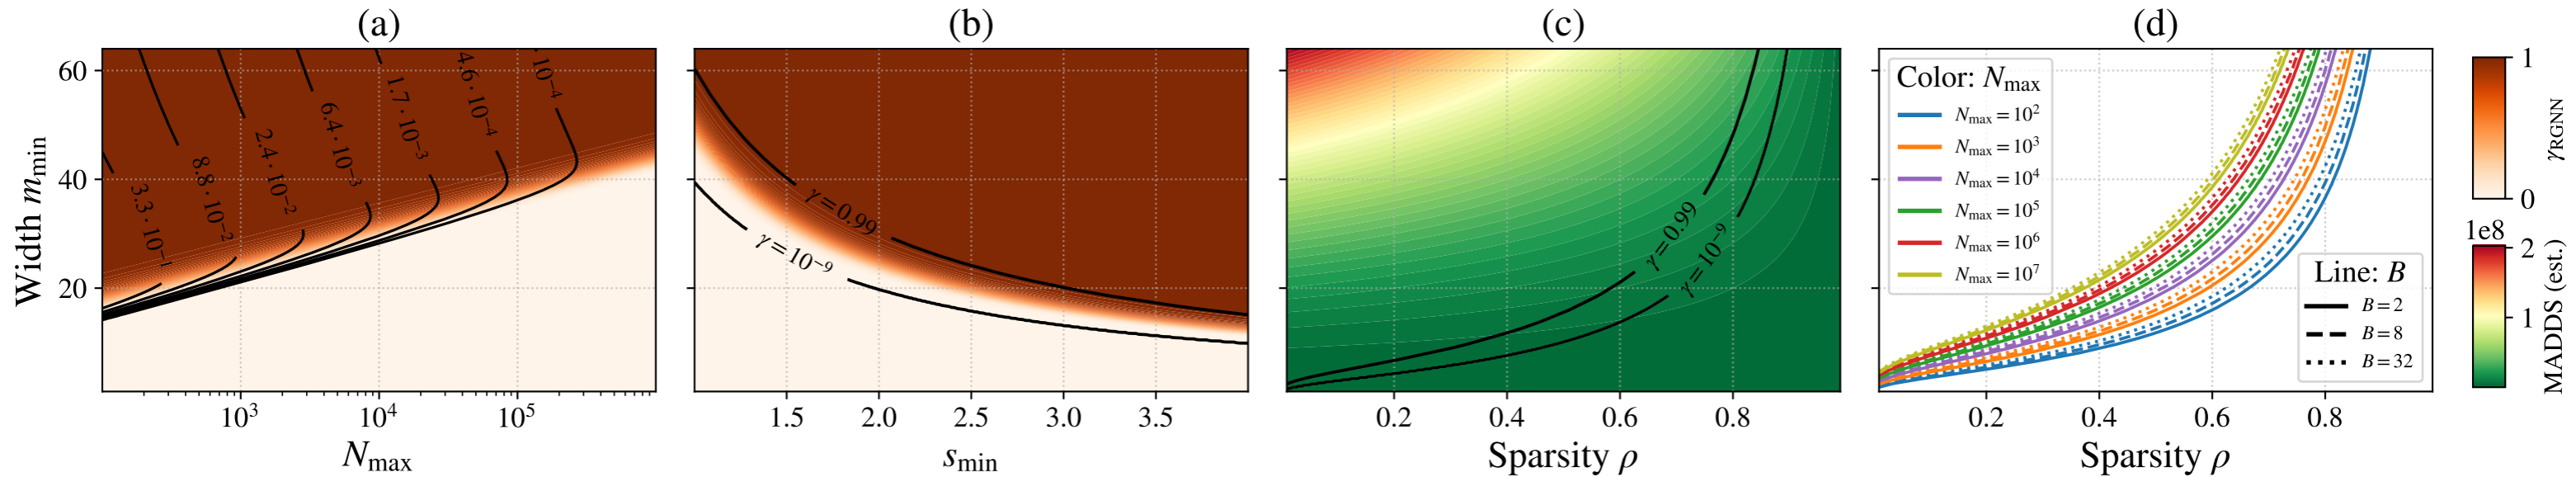 (a)
(b)
(c)
(d)
Width m_min
60
40
20
3.3·10⁻¹
8.8·10⁻²
2.4·10⁻²
6.4·10⁻³
1.7·10⁻³
4.6·10⁻⁴
10⁻⁴
10³
10⁴
10⁵
N_max
γ=0.99
γ=10⁻⁹
1.5
2.0
2.5
3.0
3.5
s_min
γ=0.99
γ=10⁻⁹
0.2
0.4
0.6
0.8
Sparsity ρ
Color: N_max
N_max = 10²
N_max = 10³
N_max = 10⁴
N_max = 10⁵
N_max = 10⁶
N_max = 10⁷
Line: B
B=2
B=8
B=32
0.2
0.4
0.6
0.8
Sparsity ρ
1
0
γ_RGNN
1e8
2
1
MADDS (est.)